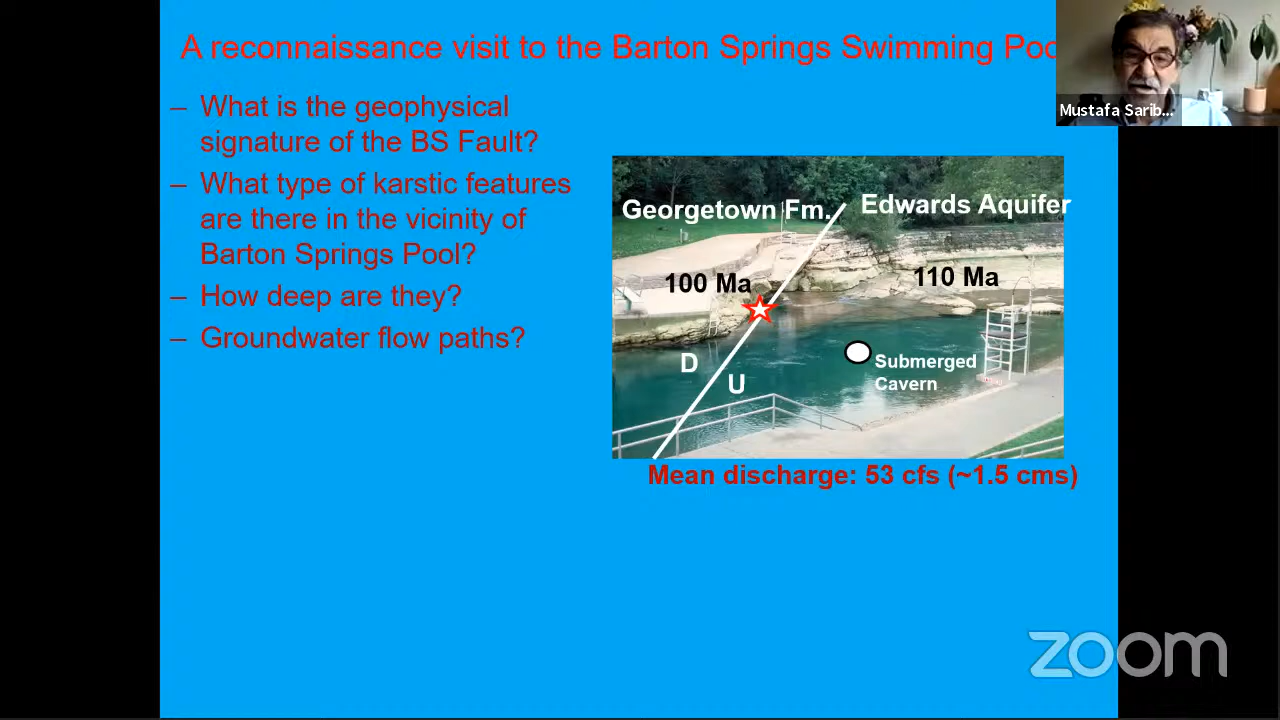 A reconnaissance visit to the Barton Springs Swimming Poo
Mustafa Sarib...
– What is the geophysical
signature of the BS Fault?
– What type of karstic features
are there in the vicinity of
Barton Springs Pool?
– How deep are they?
– Groundwater flow paths?
Georgetown Fm.
Edwards Aquifer
100 Ma
110 Ma
D
U
Submerged
Cavern
Mean discharge: 53 cfs (~1.5 cms)
zoom